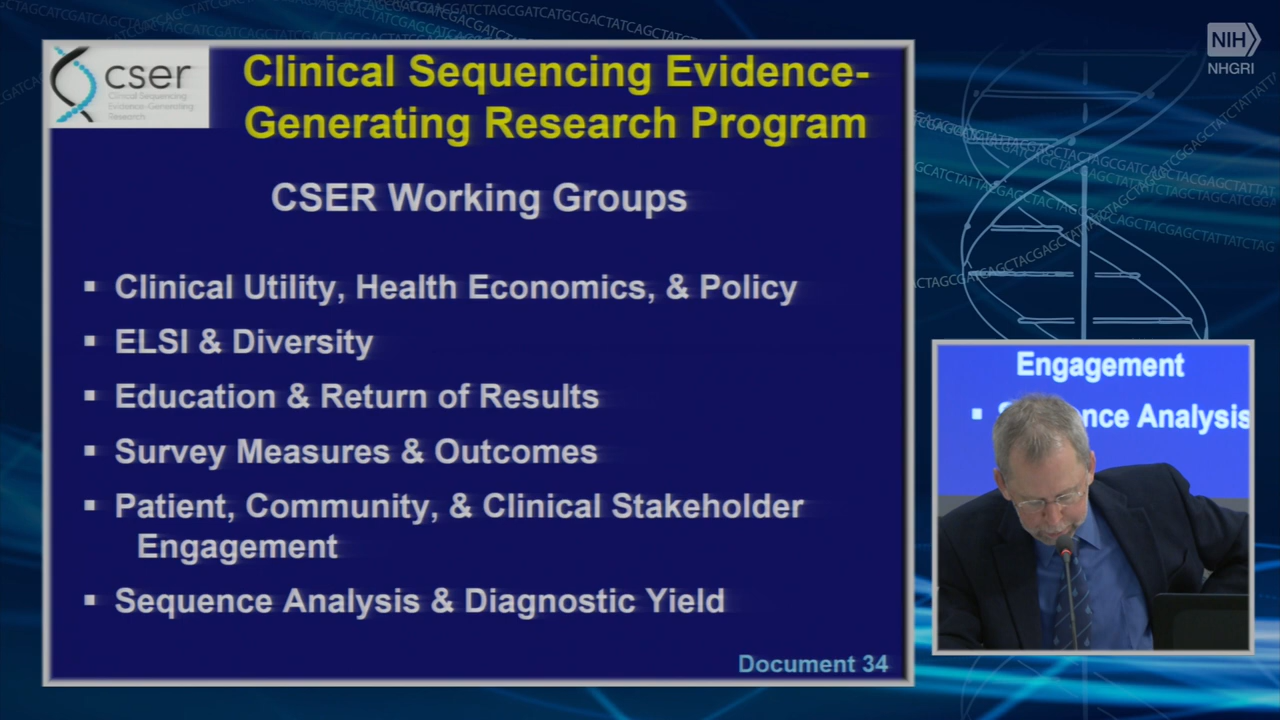 NIH
NHGRI
cser
Clinical Sequencing
Evidence-Generating
Research
Clinical Sequencing Evidence-
Generating Research Program
CSER Working Groups
▪ Clinical Utility, Health Economics, & Policy
▪ ELSI & Diversity
▪ Education & Return of Results
▪ Survey Measures & Outcomes
▪ Patient, Community, & Clinical Stakeholder
Engagement
▪ Sequence Analysis & Diagnostic Yield
Document 34
Engagement
▪ Analysis